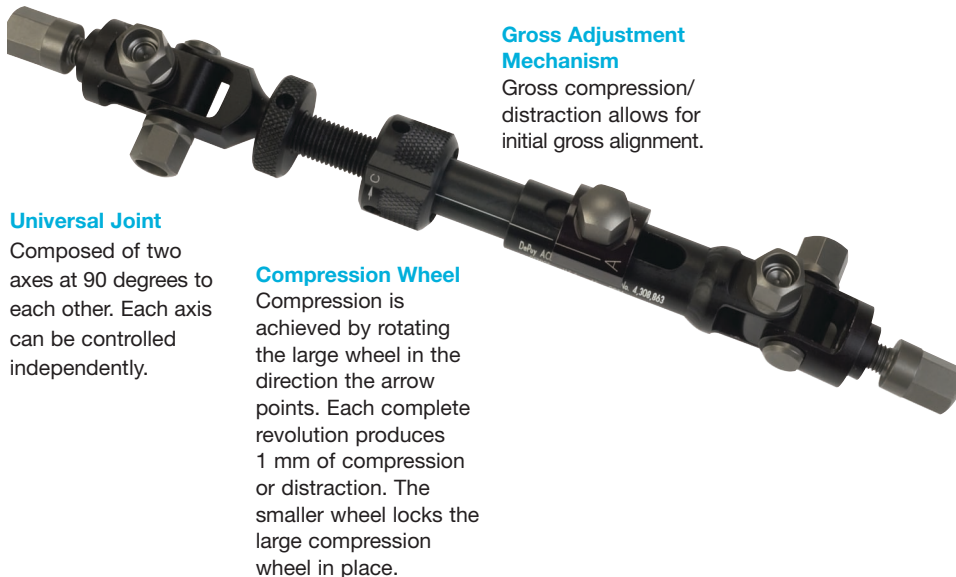 Gross Adjustment
Mechanism
Gross compression/
distraction allows for
initial gross alignment.
Universal Joint
Composed of two
axes at 90 degrees to
each other. Each axis
can be controlled
independently.
Compression Wheel
Compression is
achieved by rotating
the large wheel in the
direction the arrow
points. Each complete
revolution produces
1 mm of compression
or distraction. The
smaller wheel locks the
large compression
wheel in place.
C
DePuy ACE
A
No. 4,308,863